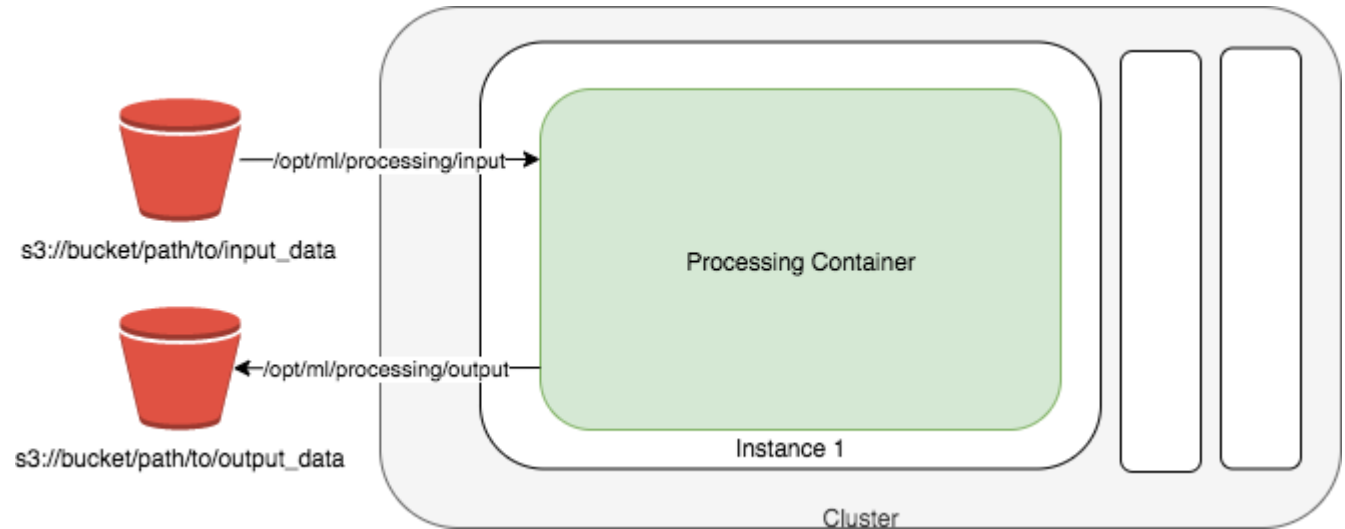 /opt/ml/processing/input
s3://bucket/path/to/input_data
Processing Container
/opt/ml/processing/output
Instance 1
s3://bucket/path/to/output_data
Cluster